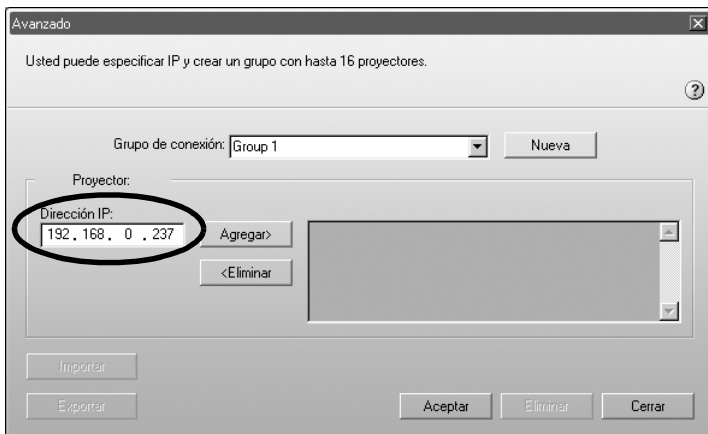 Avanzado
Usted puede especificar IP y crear un grupo con hasta 16 proyectores.
Grupo de conexión: Group 1 Nueva
Proyector:
Dirección IP:
192 . 168 . 0 . 237 Agregar>
<Eliminar
Importar
Exportar Aceptar Eliminar Cerrar